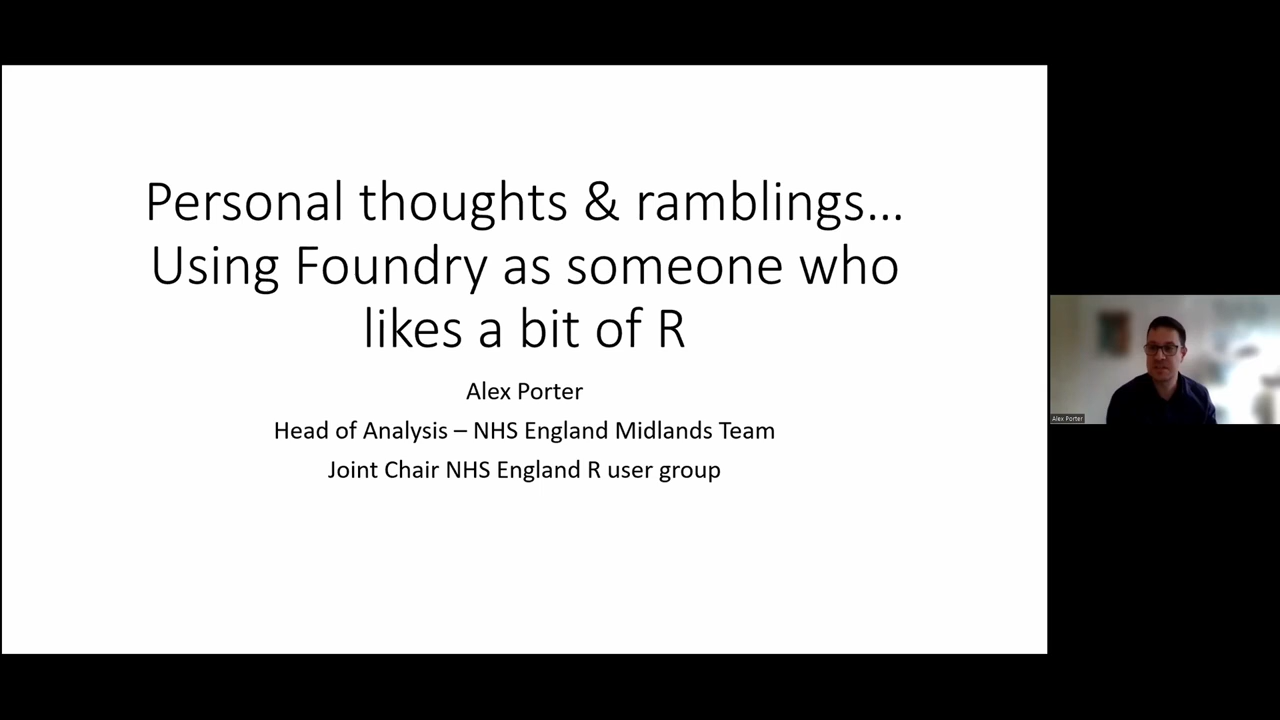 Personal thoughts & ramblings...
Using Foundry as someone who
likes a bit of R
Alex Porter
Head of Analysis – NHS England Midlands Team
Joint Chair NHS England R user group
Alex Porter